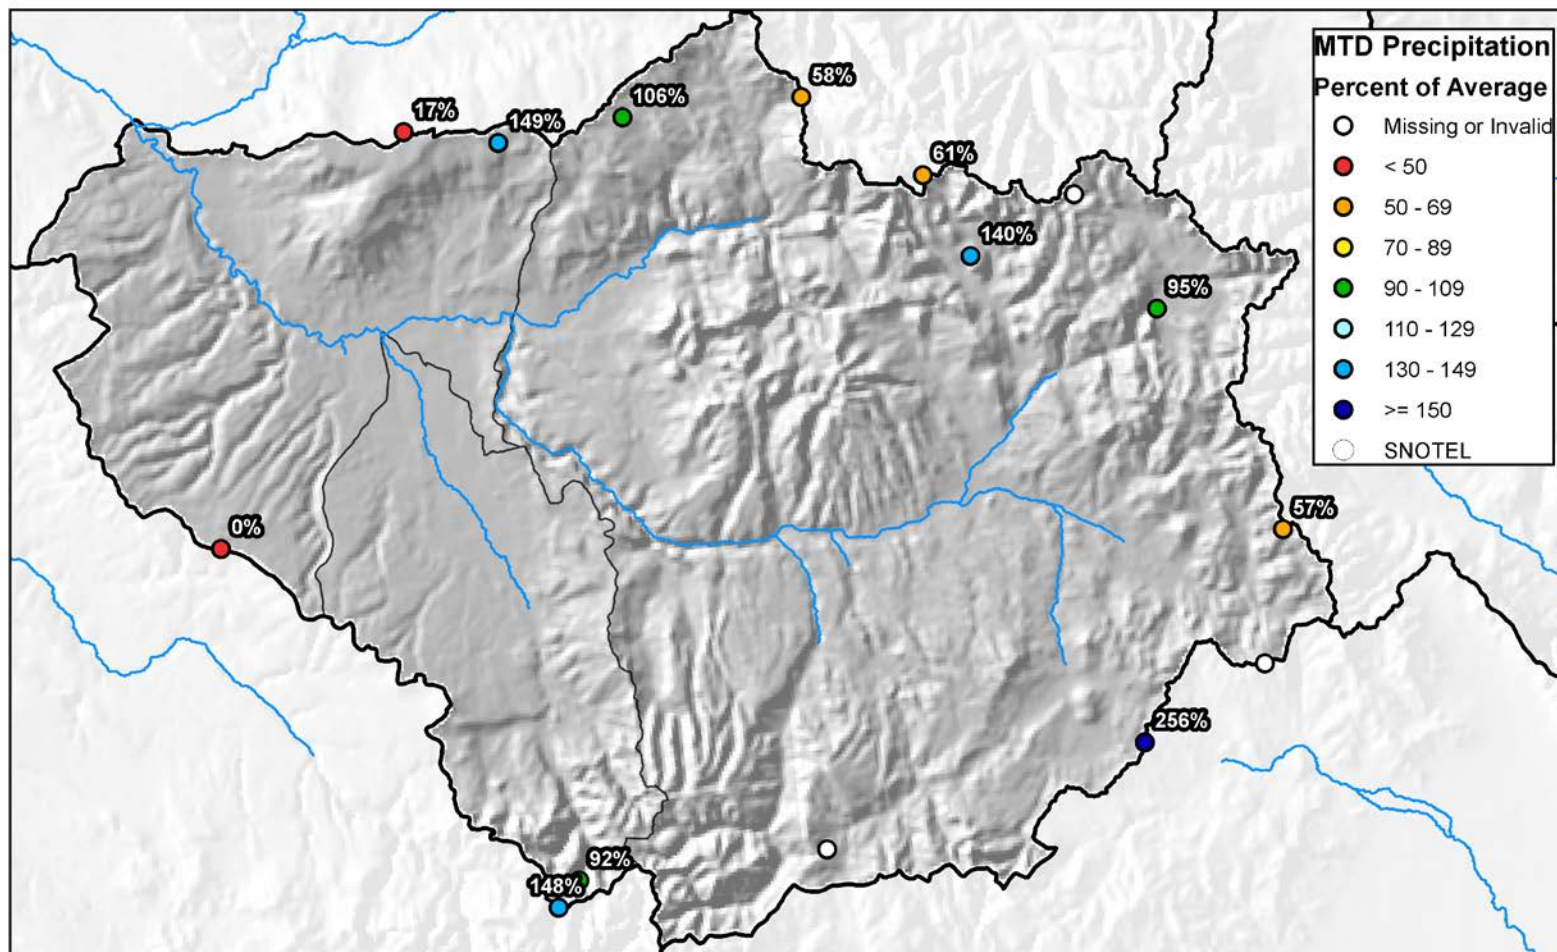 MTD Precipitation
Percent of Average
Missing or Invalid
< 50
50 - 69
70 - 89
90 - 109
110 - 129
130 - 149
>= 150
SNOTEL
58%
106%
17%
149%
61%
140%
95%
0%
57%
256%
92%
148%